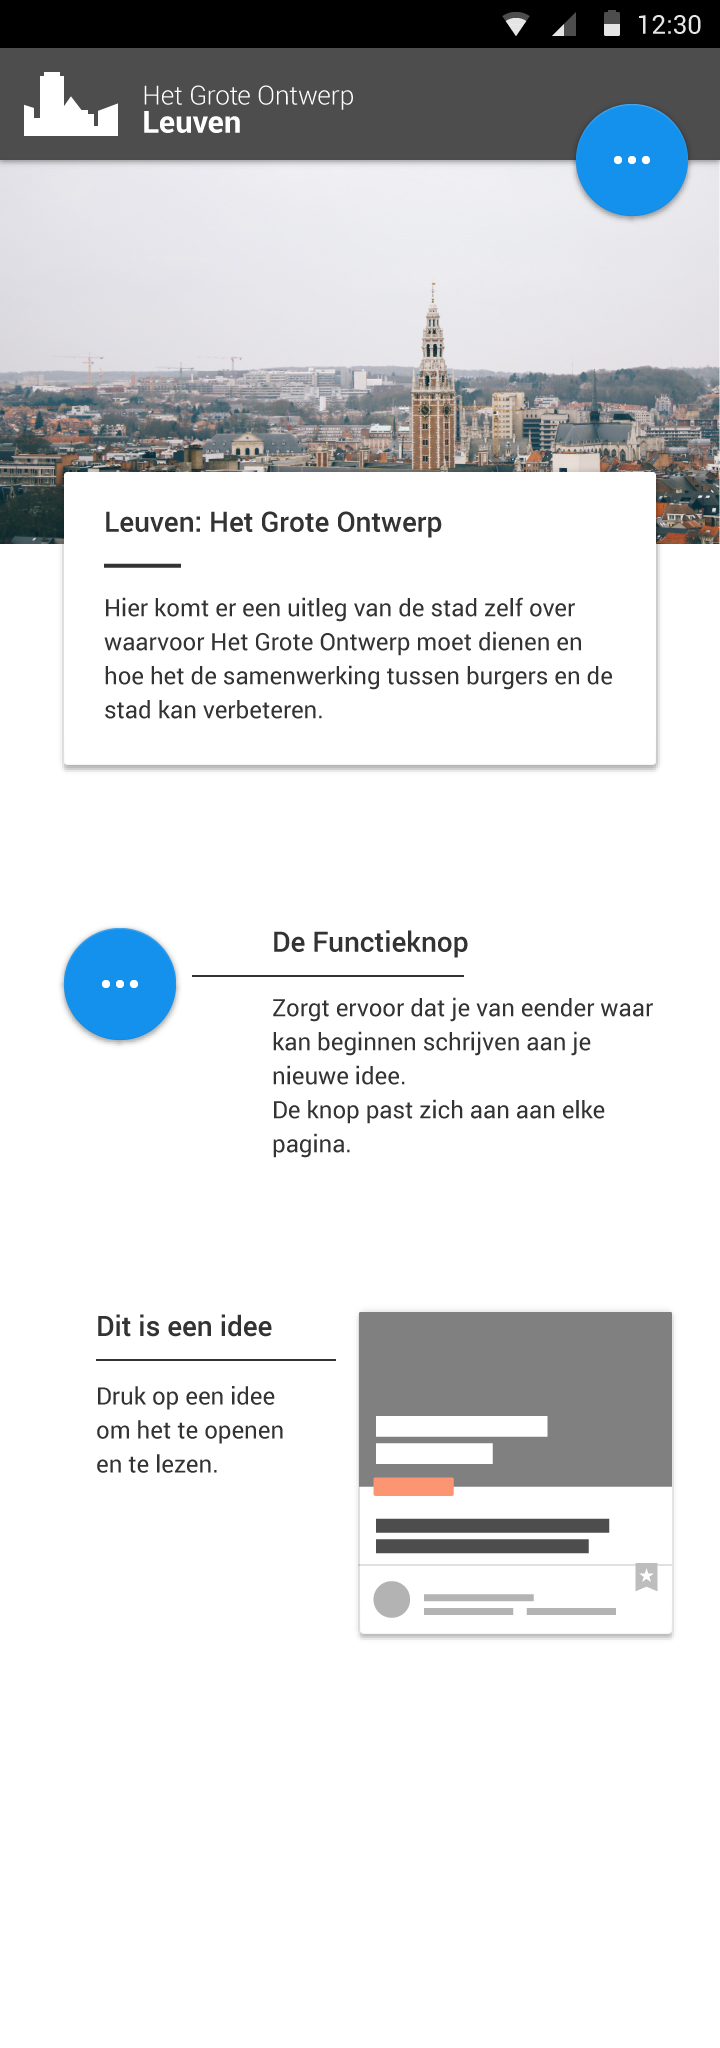 12:30
Het Grote Ontwerp
Leuven
Leuven: Het Grote Ontwerp
Hier komt er een uitleg van de stad zelf over
waarvoor Het Grote Ontwerp moet dienen en
hoe het de samenwerking tussen burgers en de
stad kan verbeteren.
De Functieknop
Zorgt ervoor dat je van eender waar
kan beginnen schrijven aan je
nieuwe idee.
De knop past zich aan aan elke
pagina.
Dit is een idee
Druk op een idee
om het te openen
en te lezen.